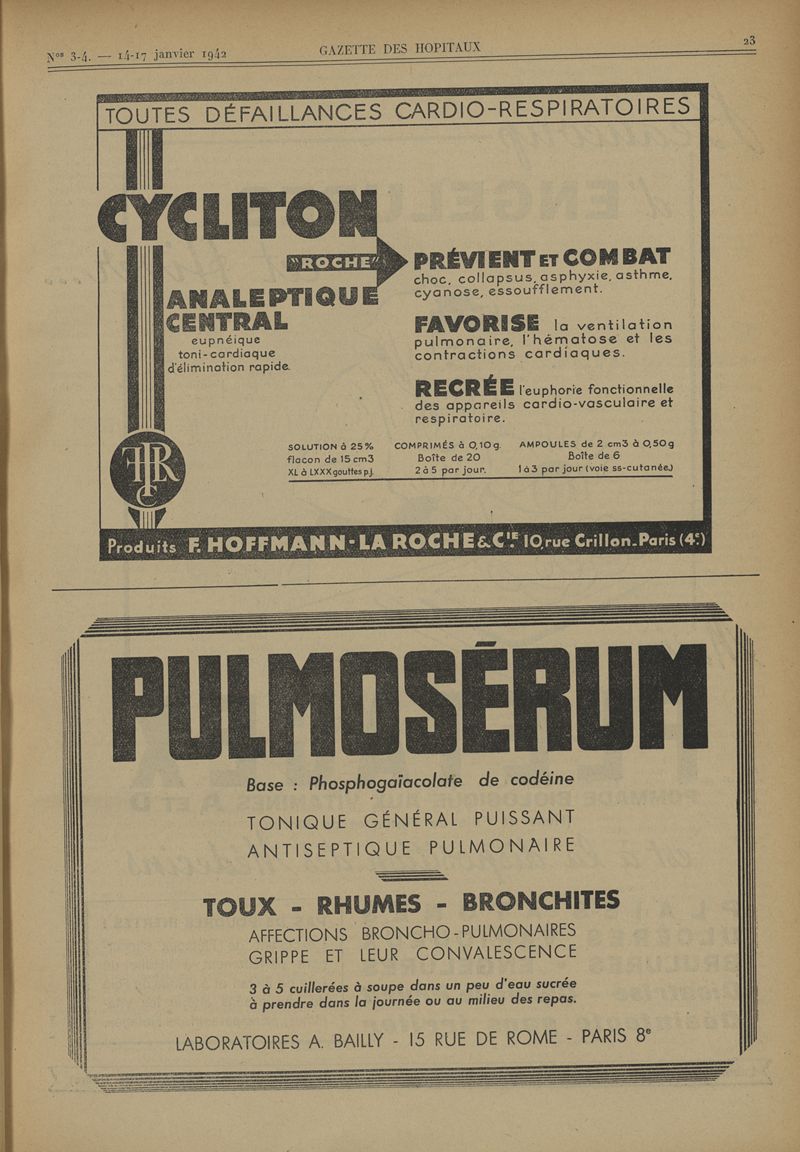 Nos 3-4. — 14-17 janvier 1942
GAZETTE DES HOPITAUX
23
TOUTES DÉFAILLANCES CARDIO-RESPIRATOIRES
CYCLITON
"ROCHE"
ANALEPTIQUE
CENTRAL
eupnéique
toni-cardiaque
d'élimination rapide.
PRÉVIENT ET COMBAT
choc, collapsus, asphyxie, asthme,
cyanose, essoufflement.
FAVORISE la ventilation
pulmonaire, l'hématose et les
contractions cardiaques.
RECRÉE l'euphorie fonctionnelle
des appareils cardio-vasculaire et
respiratoire.
SOLUTION à 25%
flacon de 15 cm3
XL à LXXX gouttes p.j.
COMPRIMÉS à 0,10g.
Boîte de 20
2 à 5 par jour.
AMPOULES de 2 cm3 à 0,50g
Boîte de 6
1 à 3 par jour (voie ss-cutanée)
HLRC
Produits F. HOFFMANN-LA ROCHE & CIE. 10, rue Crillon-Paris (4e.)
PULMOSÉRUM
Base : Phosphogaïacolate de codéine
TONIQUE GÉNÉRAL PUISSANT
ANTISEPTIQUE PULMONAIRE
TOUX - RHUMES - BRONCHITES
AFFECTIONS BRONCHO-PULMONAIRES
GRIPPE ET LEUR CONVALESCENCE
3 à 5 cuillerées à soupe dans un peu d'eau sucrée
à prendre dans la journée ou au milieu des repas.
LABORATOIRES A. BAILLY - 15 RUE DE ROME - PARIS 8e